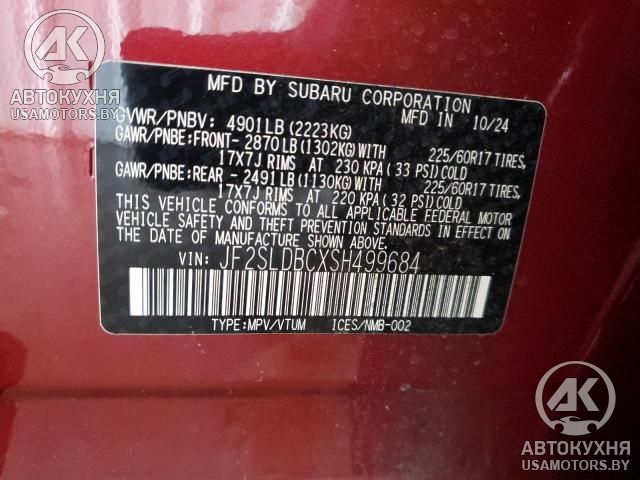 АК
АВТОКУХНЯ
USAMOTORS.BY
MFD BY SUBARU CORPORATION
GVWR/PNBV: 4901LB(2223KG) MFD IN 10/24
GAWR/PNBE:FRONT- 2870LB(1302KG)WITH 225/60R17 TIRES,
17X7J RIMS AT 230 KPA(33 PSI)COLD
GAWR/PNBE:REAR - 2491LB(1130KG)WITH 225/60R17 TIRES,
17X7J RIMS AT 220 KPA(32 PSI)COLD
THIS VEHICLE CONFORMS TO ALL APPLICABLE FEDERAL MOTOR
VEHICLE SAFETY AND THEFT PREVENTION STANDARDS IN EFFECT
ON THE DATE OF MANUFACTURE SHOWN ABOVE.
VIN: JF2SLDBCXSH499684
TYPE:MPV/VTUM ICES/NMB-002
АК
АВТОКУХНЯ
USAMOTORS.BY